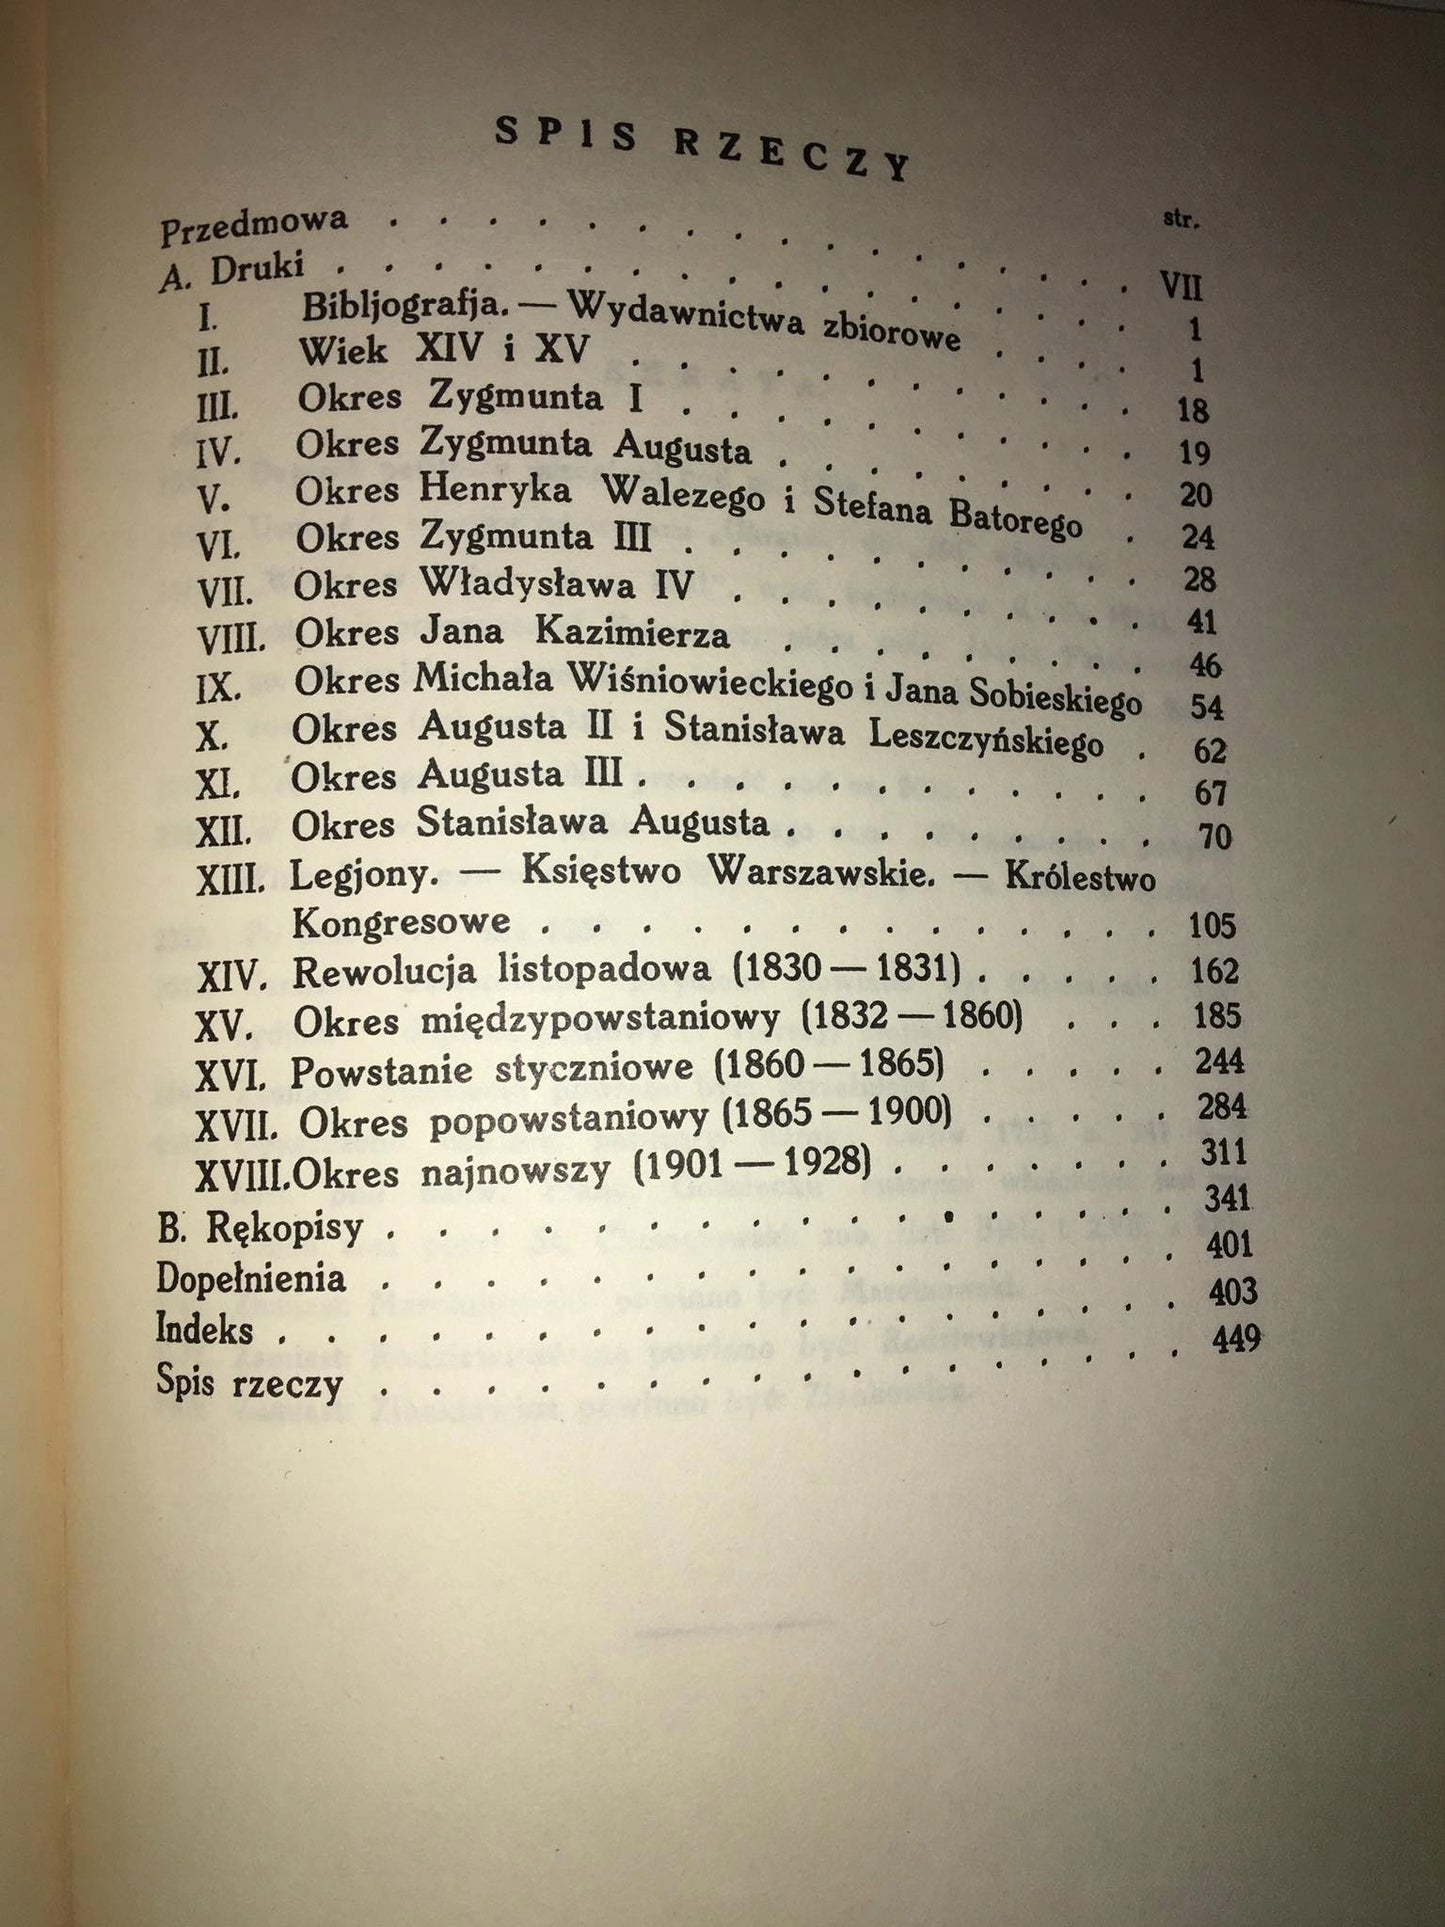 SPIS RZECZY
str.
Przedmowa . . . . . . . . . . . . . . . . VII
A. Druki . . . . . . . . . . . . . . . . . 1
I. Bibljografja. — Wydawnictwa zbiorowe . . . . 1
II. Wiek XIV i XV . . . . . . . . . . . 18
III. Okres Zygmunta I . . . . . . . . . . 19
IV. Okres Zygmunta Augusta . . . . . . . . 20
V. Okres Henryka Walezego i Stefana Batorego . 24
VI. Okres Zygmunta III . . . . . . . . . . 28
VII. Okres Władysława IV . . . . . . . . . 41
VIII. Okres Jana Kazimierza . . . . . . . . 46
IX. Okres Michała Wiśniowieckiego i Jana Sobieskiego 54
X. Okres Augusta II i Stanisława Leszczyńskiego . 62
XI. Okres Augusta III . . . . . . . . . . . 67
XII. Okres Stanisława Augusta . . . . . . . . 70
XIII. Legjony. — Księstwo Warszawskie. — Królestwo
Kongresowe . . . . . . . . . . . . . 105
XIV. Rewolucja listopadowa (1830 — 1831) . . . . . 162
XV. Okres międzypowstaniowy (1832 — 1860) . . . 185
XVI. Powstanie styczniowe (1860 — 1865) . . . . . 244
XVII. Okres popowstaniowy (1865 — 1900) . . . . . 284
XVIII. Okres najnowszy (1901 — 1928) . . . . . . . 311
B. Rękopisy . . . . . . . . . . . . . . . . 341
Dopełnienia . . . . . . . . . . . . . . . . 401
Indeks . . . . . . . . . . . . . . . . . . 403
Spis rzeczy . . . . . . . . . . . . . . . . 449